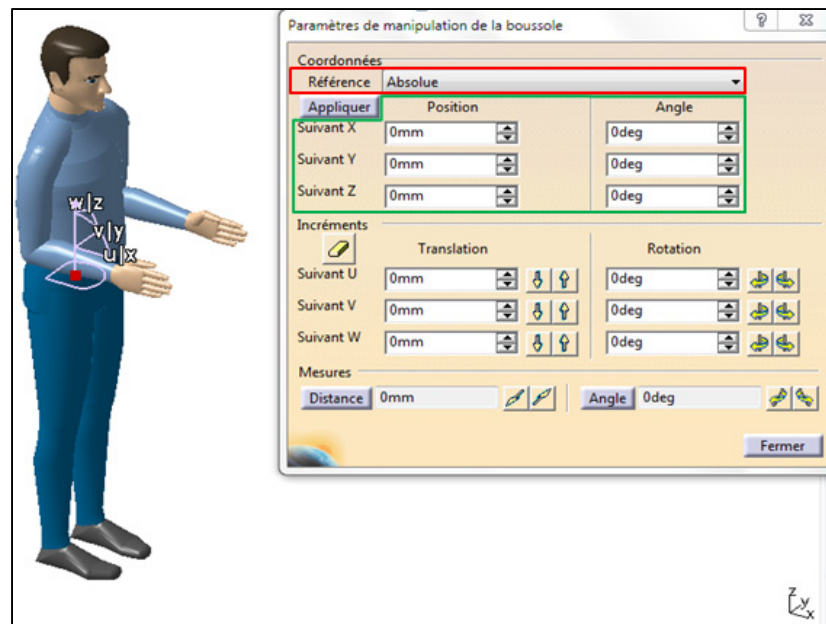 Paramètres de manipulation de la boussole
Coordonnées
Référence Absolue
Appliquer Position Angle
Suivant X 0mm 0deg
Suivant Y 0mm 0deg
Suivant Z 0mm 0deg
Incréments
Translation Rotation
Suivant U 0mm 0deg
Suivant V 0mm 0deg
Suivant W 0mm 0deg
Mesures
Distance 0mm Angle 0deg
Fermer
w|z
v|y
u|x
z
y
x